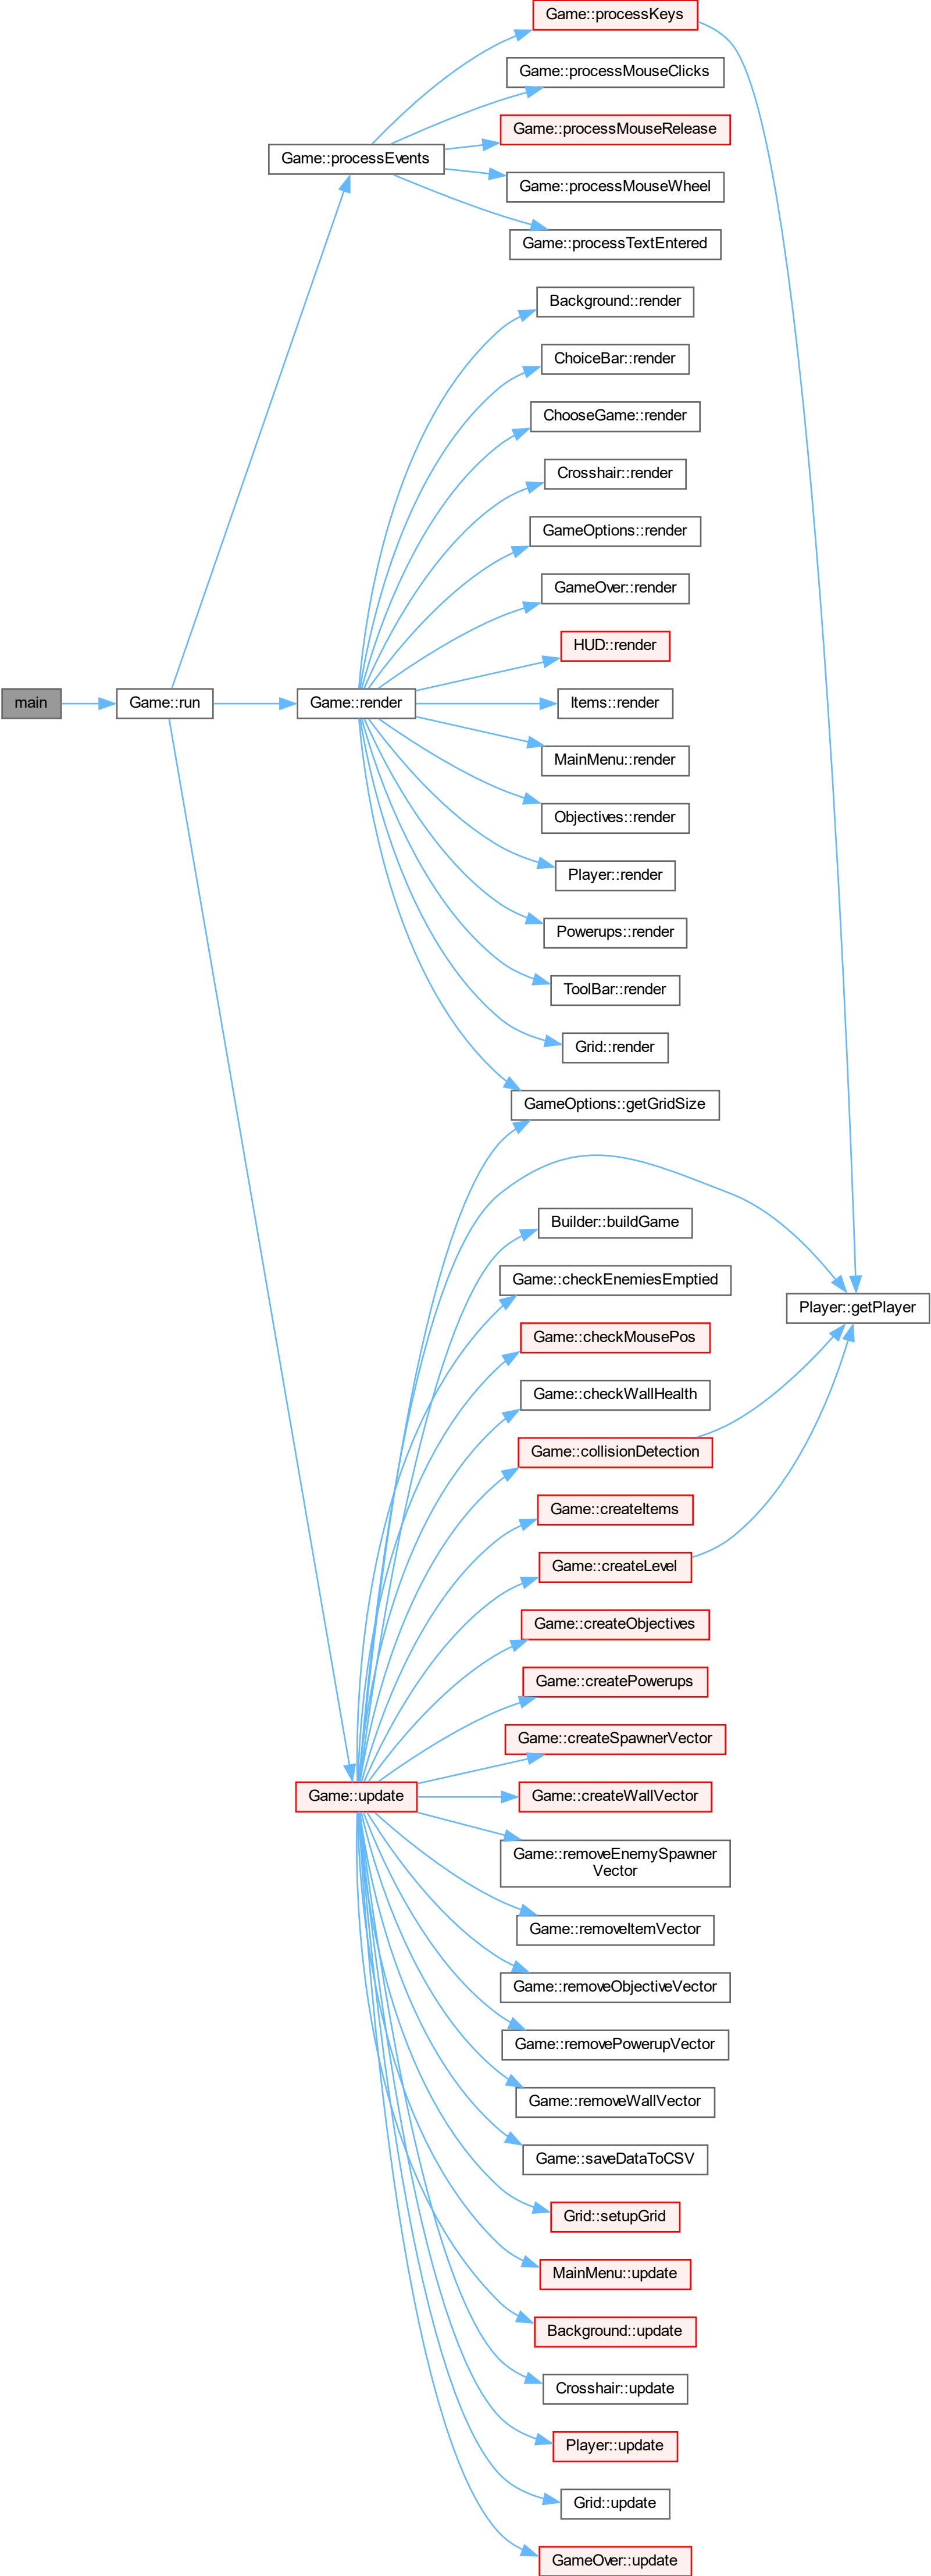 Game::processKeys
Game::processMouseClicks
Game::processMouseRelease
Game::processEvents
Game::processMouseWheel
Game::processTextEntered
Background::render
ChoiceBar::render
ChooseGame::render
Crosshair::render
GameOptions::render
GameOver::render
HUD::render
main
Game::run
Game::render
Items::render
MainMenu::render
Objectives::render
Player::render
Powerups::render
ToolBar::render
Grid::render
GameOptions::getGridSize
Builder::buildGame
Game::checkEnemiesEmptied
Player::getPlayer
Game::checkMousePos
Game::checkWallHealth
Game::collisionDetection
Game::createItems
Game::createLevel
Game::createObjectives
Game::createPowerups
Game::createSpawnerVector
Game::update
Game::createWallVector
Game::removeEnemySpawner
Vector
Game::removeItemVector
Game::removeObjectiveVector
Game::removePowerupVector
Game::removeWallVector
Game::saveDataToCSV
Grid::setupGrid
MainMenu::update
Background::update
Crosshair::update
Player::update
Grid::update
GameOver::update